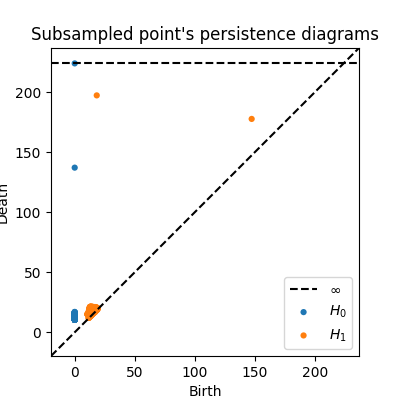 Subsampled point's persistence diagrams
Death
200
150
100
50
0
0 50 100 150 200
Birth
∞
H₀
H₁